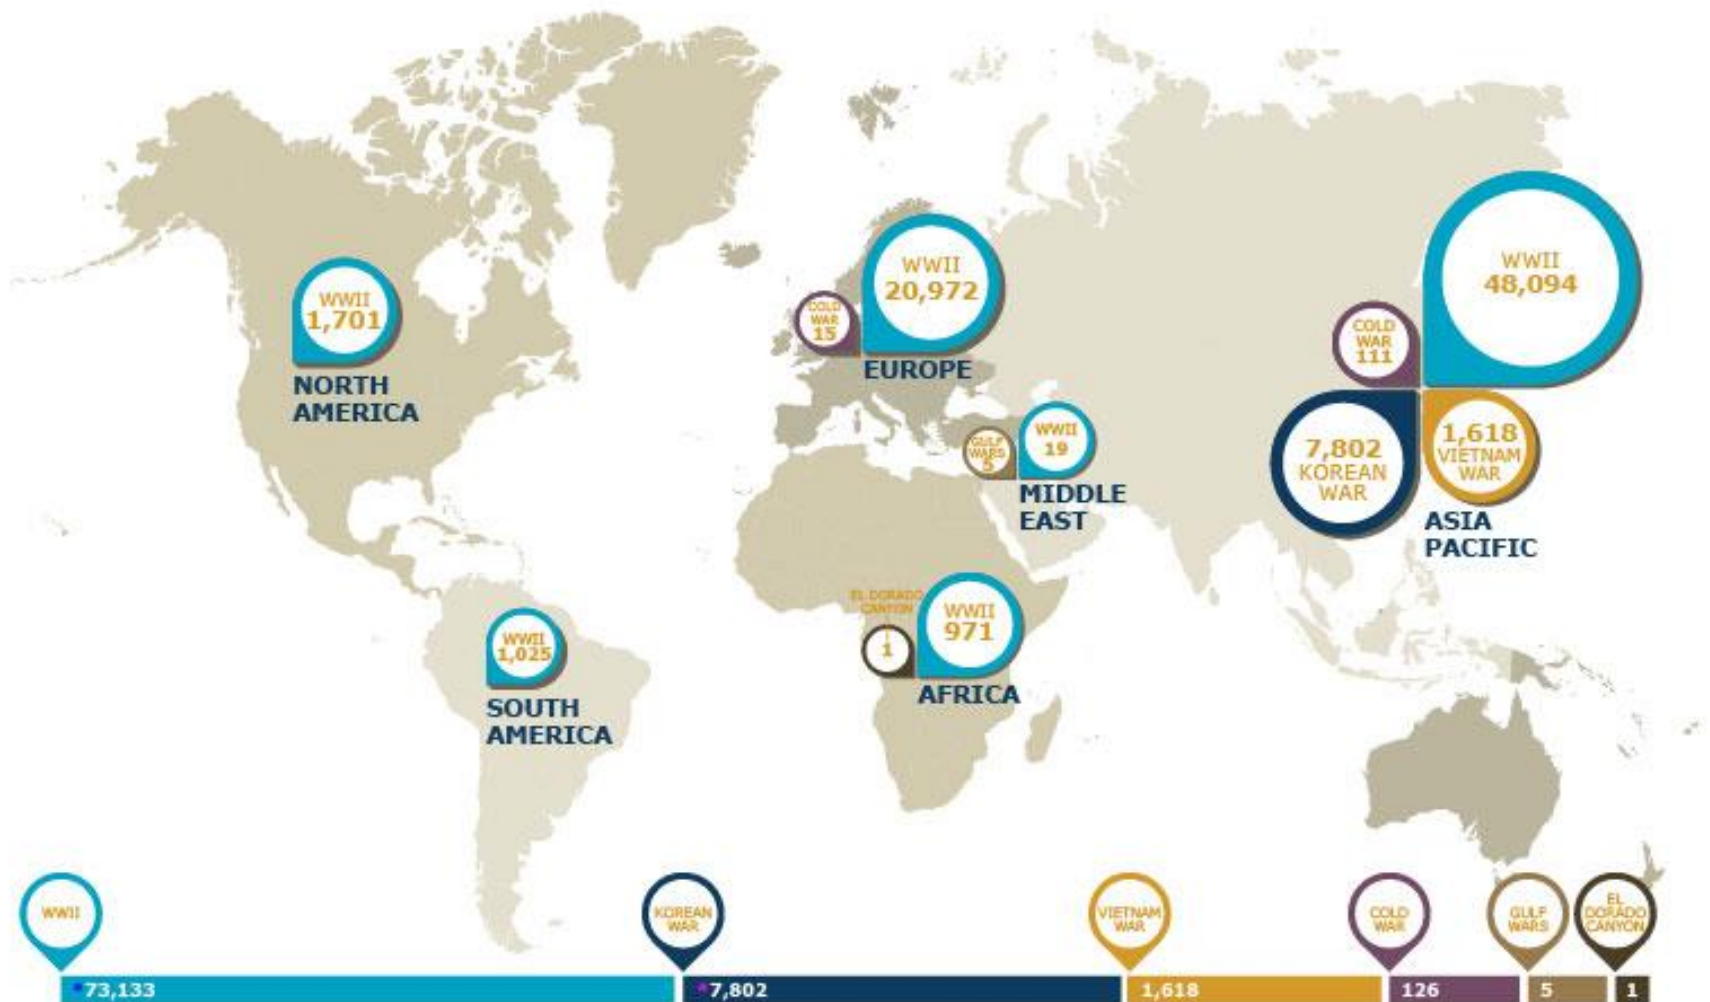 WWII
1,701
NORTH
AMERICA
WWII
1,025
SOUTH
AMERICA
COLD
WAR
15
WWII
20,972
EUROPE
GULF
WARS
5
WWII
19
MIDDLE
EAST
EL DORADO
CANYON
1
WWII
971
AFRICA
COLD
WAR
111
WWII
48,094
7,802
KOREAN
WAR
1,618
VIETNAM
WAR
ASIA
PACIFIC
WWII
KOREAN
WAR
VIETNAM
WAR
COLD
WAR
GULF
WARS
EL
DORADO
CANYON
*73,133
*7,802
1,618
126
5
1